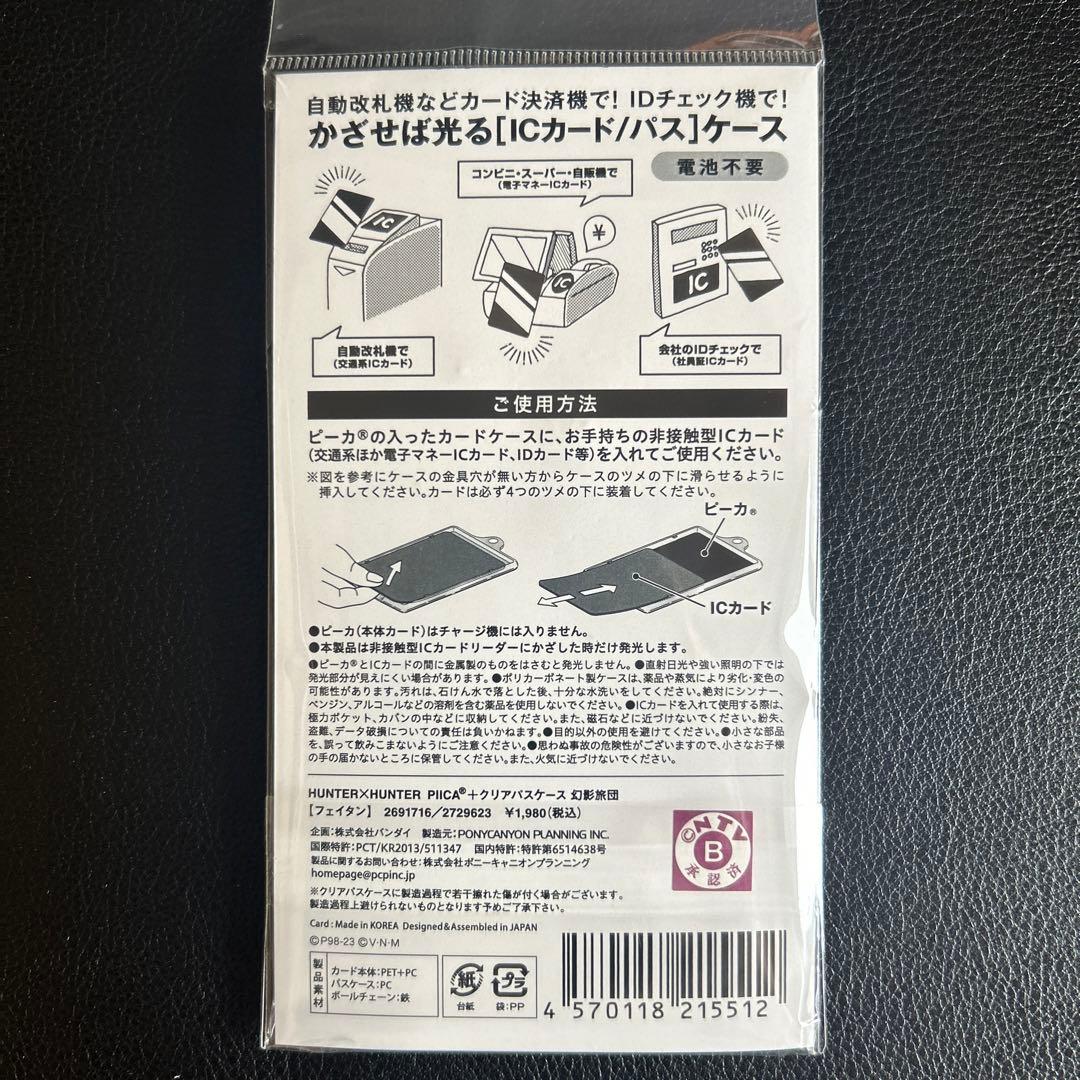 自動改札機などカード決済機で! IDチェック機で!
かざせば光る[ICカード/パス]ケース
電池不要
コンビニ・スーパー・自販機で
(電子マネーICカード)
IC
¥
IC
IC
自動改札機で
(交通系ICカード)
会社のIDチェックで
(社員証ICカード)
ご使用方法
ピーカ®の入ったカードケースに、お手持ちの非接触型ICカード
(交通系ほか電子マネーICカード、IDカード等)を入れてご使用ください。
※図を参考にケースの金具穴が無い方からケースのツメの下に滑らせるように
挿入してください。カードは必ず4つのツメの下に装着してください。
ピーカ®
ICカード
●ピーカ(本体カード)はチャージ機には入りません。
●本製品は非接触型ICカードリーダーにかざした時だけ発光します。
●ピーカ®とICカードの間に金属製のものをはさむと発光しません。●直射日光や強い照明の下では
発光部分が見えにくい場合があります。●ポリカーボネート製ケースは、薬品や蒸気により劣化・変色の
可能性があります。汚れは、石けん水で落とした後、十分な水洗いをしてください。絶対にシンナー、
ベンジン、アルコールなどの溶剤を含む薬品を使用しないでください。●ICカードを入れて使用する際は、
極力ポケット、カバンの中などに収納してください。また、磁石などに近づけないでください。紛失、
盗難、データ破損についての責任は負いかねます。●目的以外の使用を避けてください。●小さな部品
を、誤って飲みこまないようにご注意ください。●思わぬ事故の危険性がございますので、小さなお子様
の手の届かないところに保管してください。また、火気に近づけないでください。
HUNTER×HUNTER PIICA®+クリアパスケース 幻影旅団
【フェイタン】 2691716/2729623 ¥1,980(税込)
企画:株式会社バンダイ 製造元:PONYCANYON PLANNING INC.
国際特許:PCT/KR2013/511347 国内特許:特許第6514638号
製品に関するお問い合わせ:株式会社ポニーキャニオンプランニング
homepage@pcpinc.jp
©NTV
B
承認済
※クリアパスケースに製造過程で若干擦れた傷が付く場合がございます。
製造過程上避けられないものとなります予めご了承下さい。
Card : Made in KOREA Designed&Assembled in JAPAN
©P98-23 ©V・N・M
製品素材
カード本体:PET+PC
パスケース:PC
ボールチェーン:鉄
紙
台紙
プラ
袋:PP
4 570118 215512